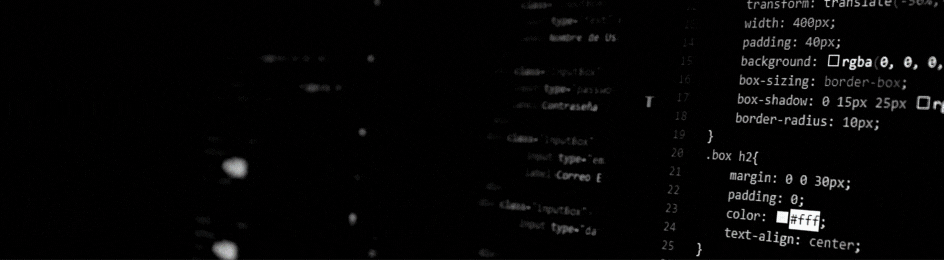 class="inputBox"
type="text"
Nombre de Us
class="inputBox"
type="passwo
Contraseña
class="inputBox"
input type="em
label Correo E
class="inputBox"
input type="da
T
transform: translate(-50%,
width: 400px;
14 padding: 40px;
15 background: rgba(0, 0, 0,
16 box-sizing: border-box;
17 box-shadow: 0 15px 25px
18 border-radius: 10px;
19 }
20 .box h2{
21 margin: 0 0 30px;
22 padding: 0;
23 color: #fff;
24 text-align: center;
25 }